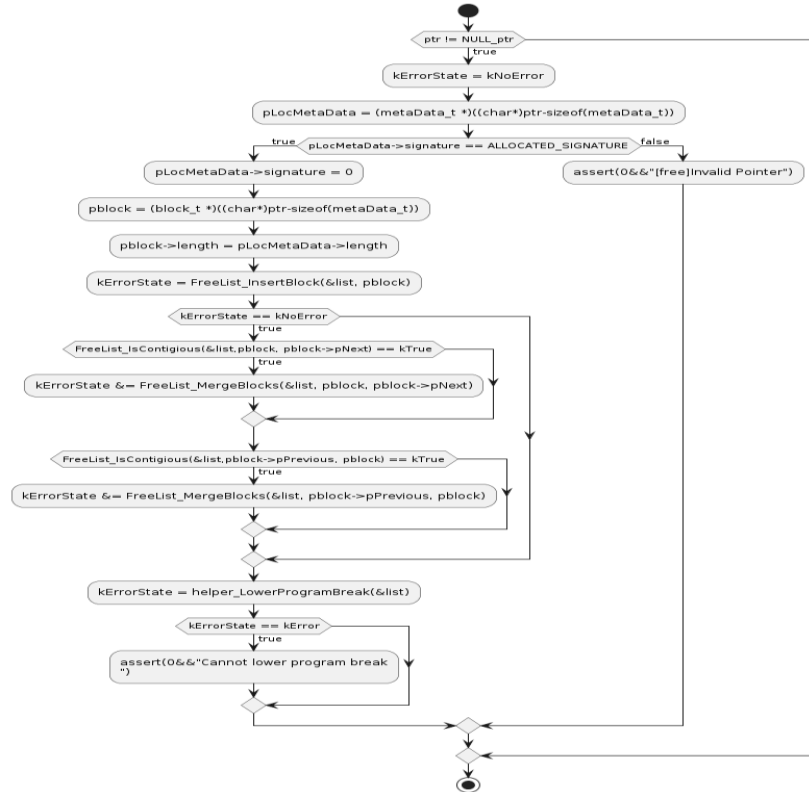 ptr != NULL_ptr
true
kErrorState = kNoError
pLocMetaData = (metaData_t *)((char*)ptr-sizeof(metaData_t))
true
pLocMetaData->signature == ALLOCATED_SIGNATURE
false
pLocMetaData->signature = 0
assert(0&&"[free]Invalid Pointer")
pblock = (block_t *)((char*)ptr-sizeof(metaData_t))
pblock->length = pLocMetaData->length
kErrorState = FreeList_InsertBlock(&list, pblock)
kErrorState == kNoError
true
FreeList_IsContigious(&list,pblock, pblock->pNext) == kTrue
true
kErrorState &= FreeList_MergeBlocks(&list, pblock, pblock->pNext)
FreeList_IsContigious(&list,pblock->pPrevious, pblock) == kTrue
true
kErrorState &= FreeList_MergeBlocks(&list, pblock->pPrevious, pblock)
kErrorState = helper_LowerProgramBreak(&list)
kErrorState == kError
true
assert(0&&"Cannot lower program break
")